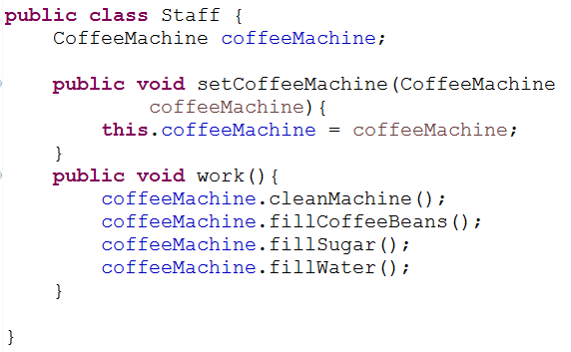 public class Staff {
    CoffeeMachine coffeeMachine;
    public void setCoffeeMachine(CoffeeMachine
            coffeeMachine){
        this.coffeeMachine = coffeeMachine;
    }
    public void work(){
        coffeeMachine.cleanMachine();
        coffeeMachine.fillCoffeeBeans();
        coffeeMachine.fillSugar();
        coffeeMachine.fillWater();
    }
}